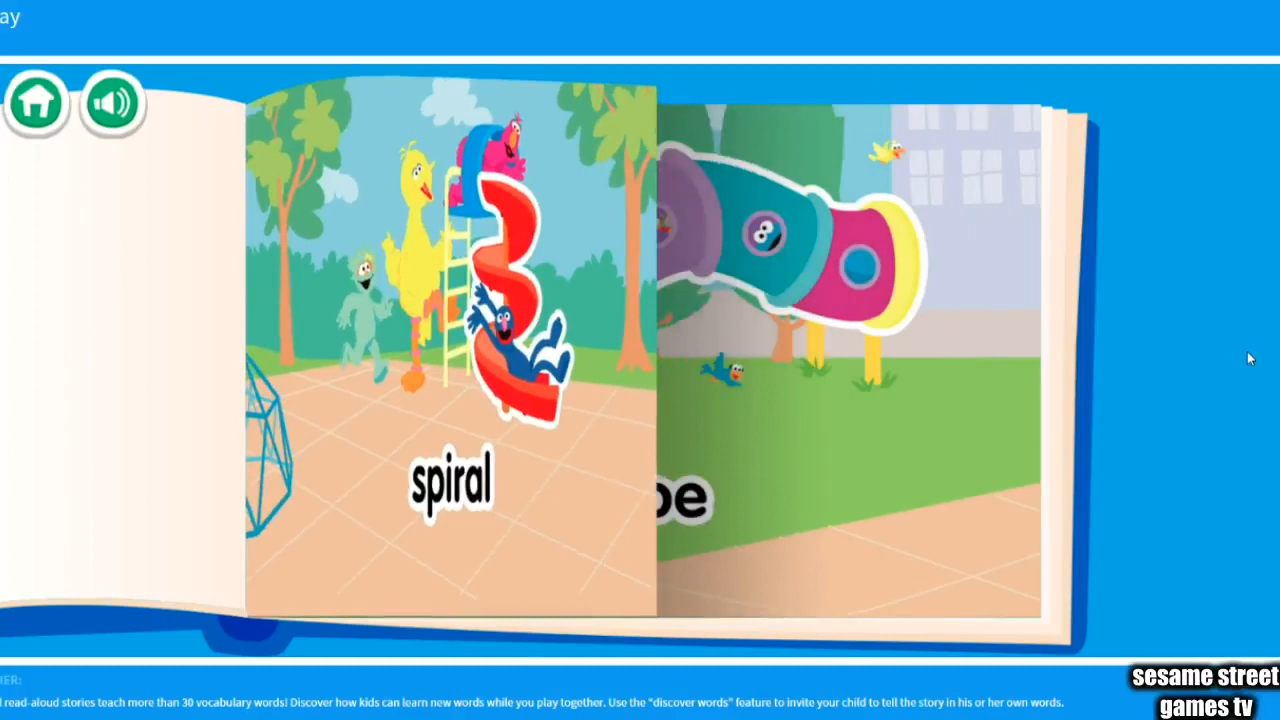 ay
spiral
be
ER:
read-aloud stories teach more than 30 vocabulary words! Discover how kids can learn new words while you play together. Use the "discover words" feature to invite your child to tell the story in his or her own words.
sesame street
games tv